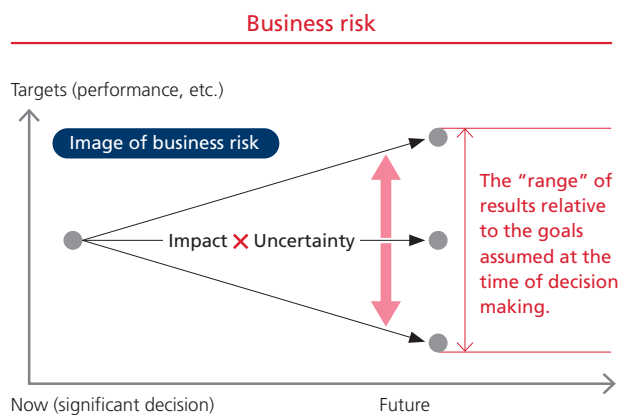 Business risk
Targets (performance, etc.)
Image of business risk
Impact × Uncertainty
The “range” of
results relative
to the goals
assumed at the
time of decision
making.
Now (significant decision)
Future